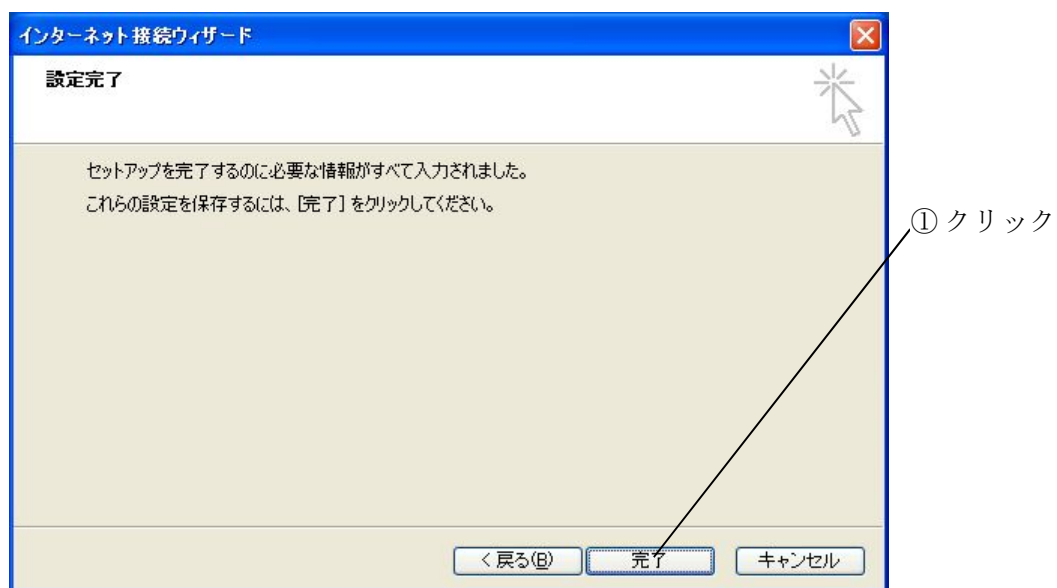 インターネット接続ウィザード
設定完了
セットアップを完了するのに必要な情報がすべて入力されました。
これらの設定を保存するには、[完了] をクリックしてください。
①クリック
< 戻る(B)
完了
キャンセル